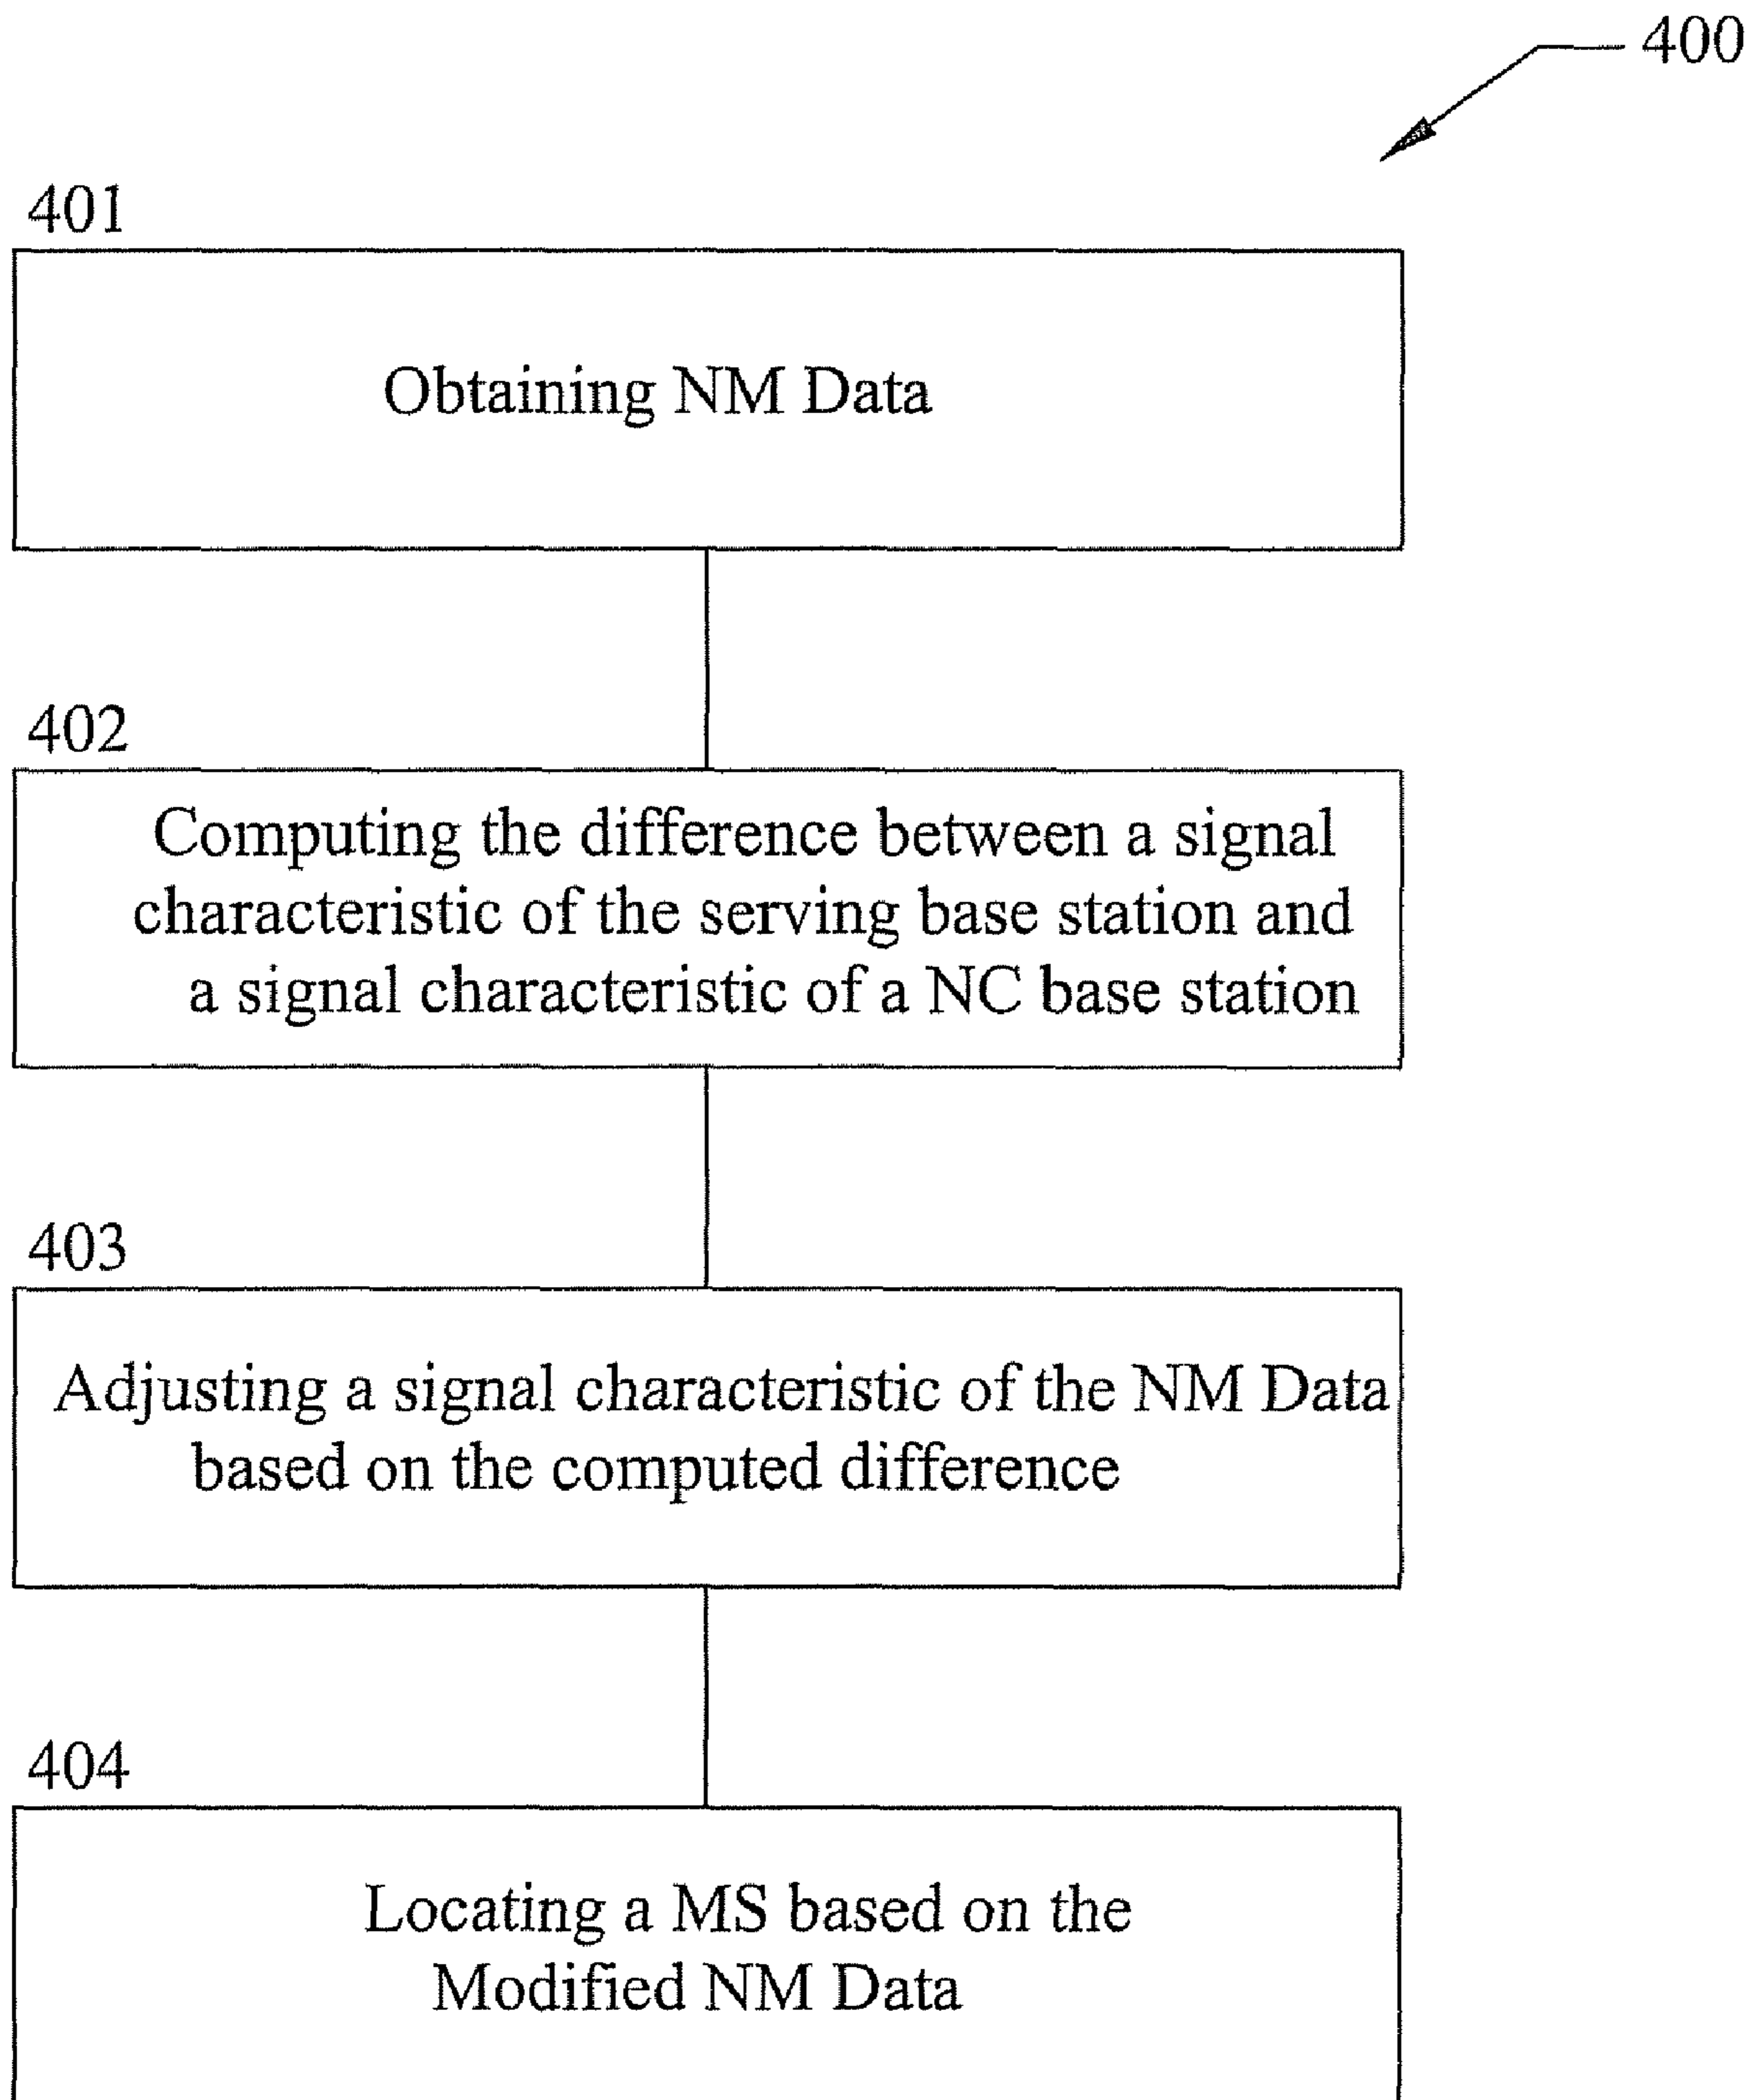 400
401
Obtaining NM Data
402
Computing the difference between a signal
characteristic of the serving base station and
a signal characteristic of a NC base station
403
Adjusting a signal characteristic of the NM Data
based on the computed difference
404
Locating a MS based on the
Modified NM Data